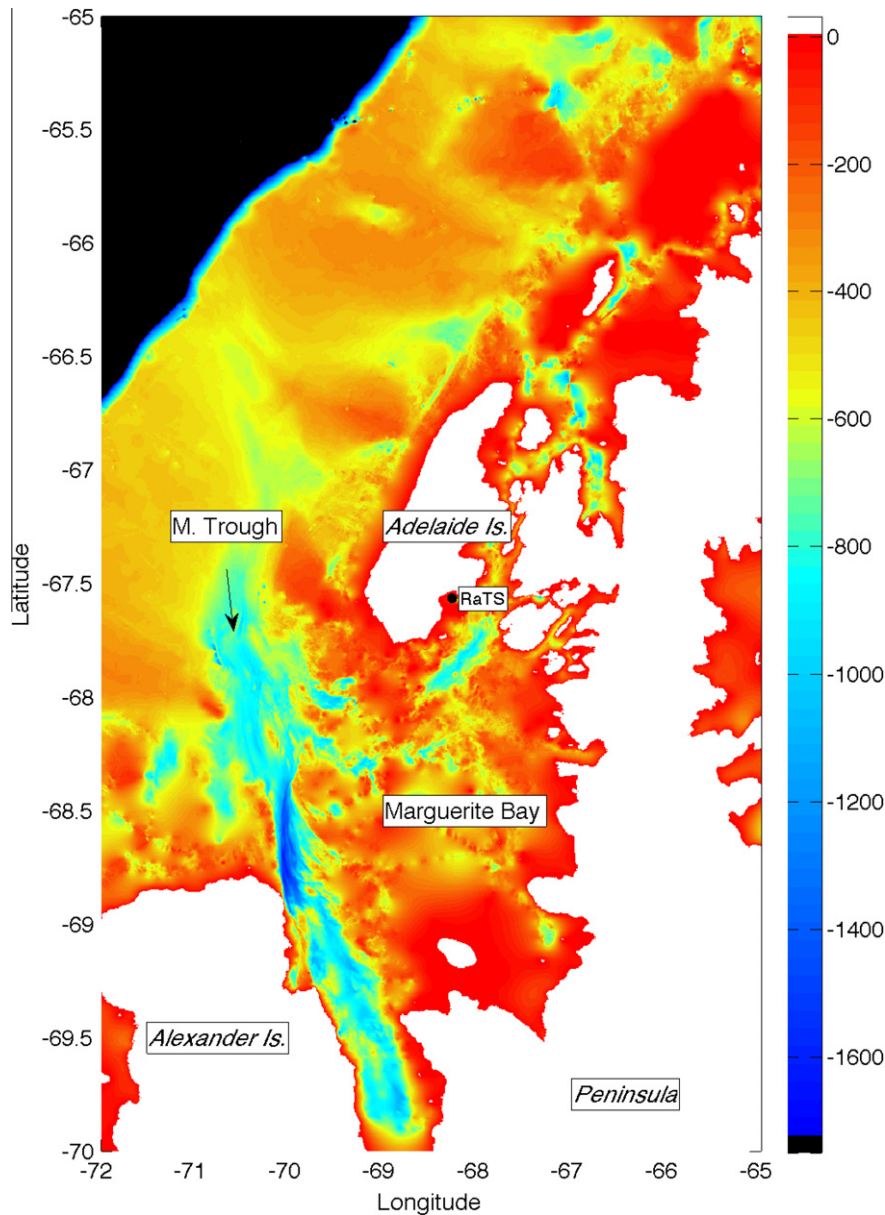 -65
-65.5
-66
-66.5
-67
-67.5
-68
-68.5
-69
-69.5
-70
Latitude
M. Trough
Adelaide Is.
RaTS
Marguerite Bay
Alexander Is.
Peninsula
-72 -71 -70 -69 -68 -67 -66 -65
Longitude
0
-200
-400
-600
-800
-1000
-1200
-1400
-1600